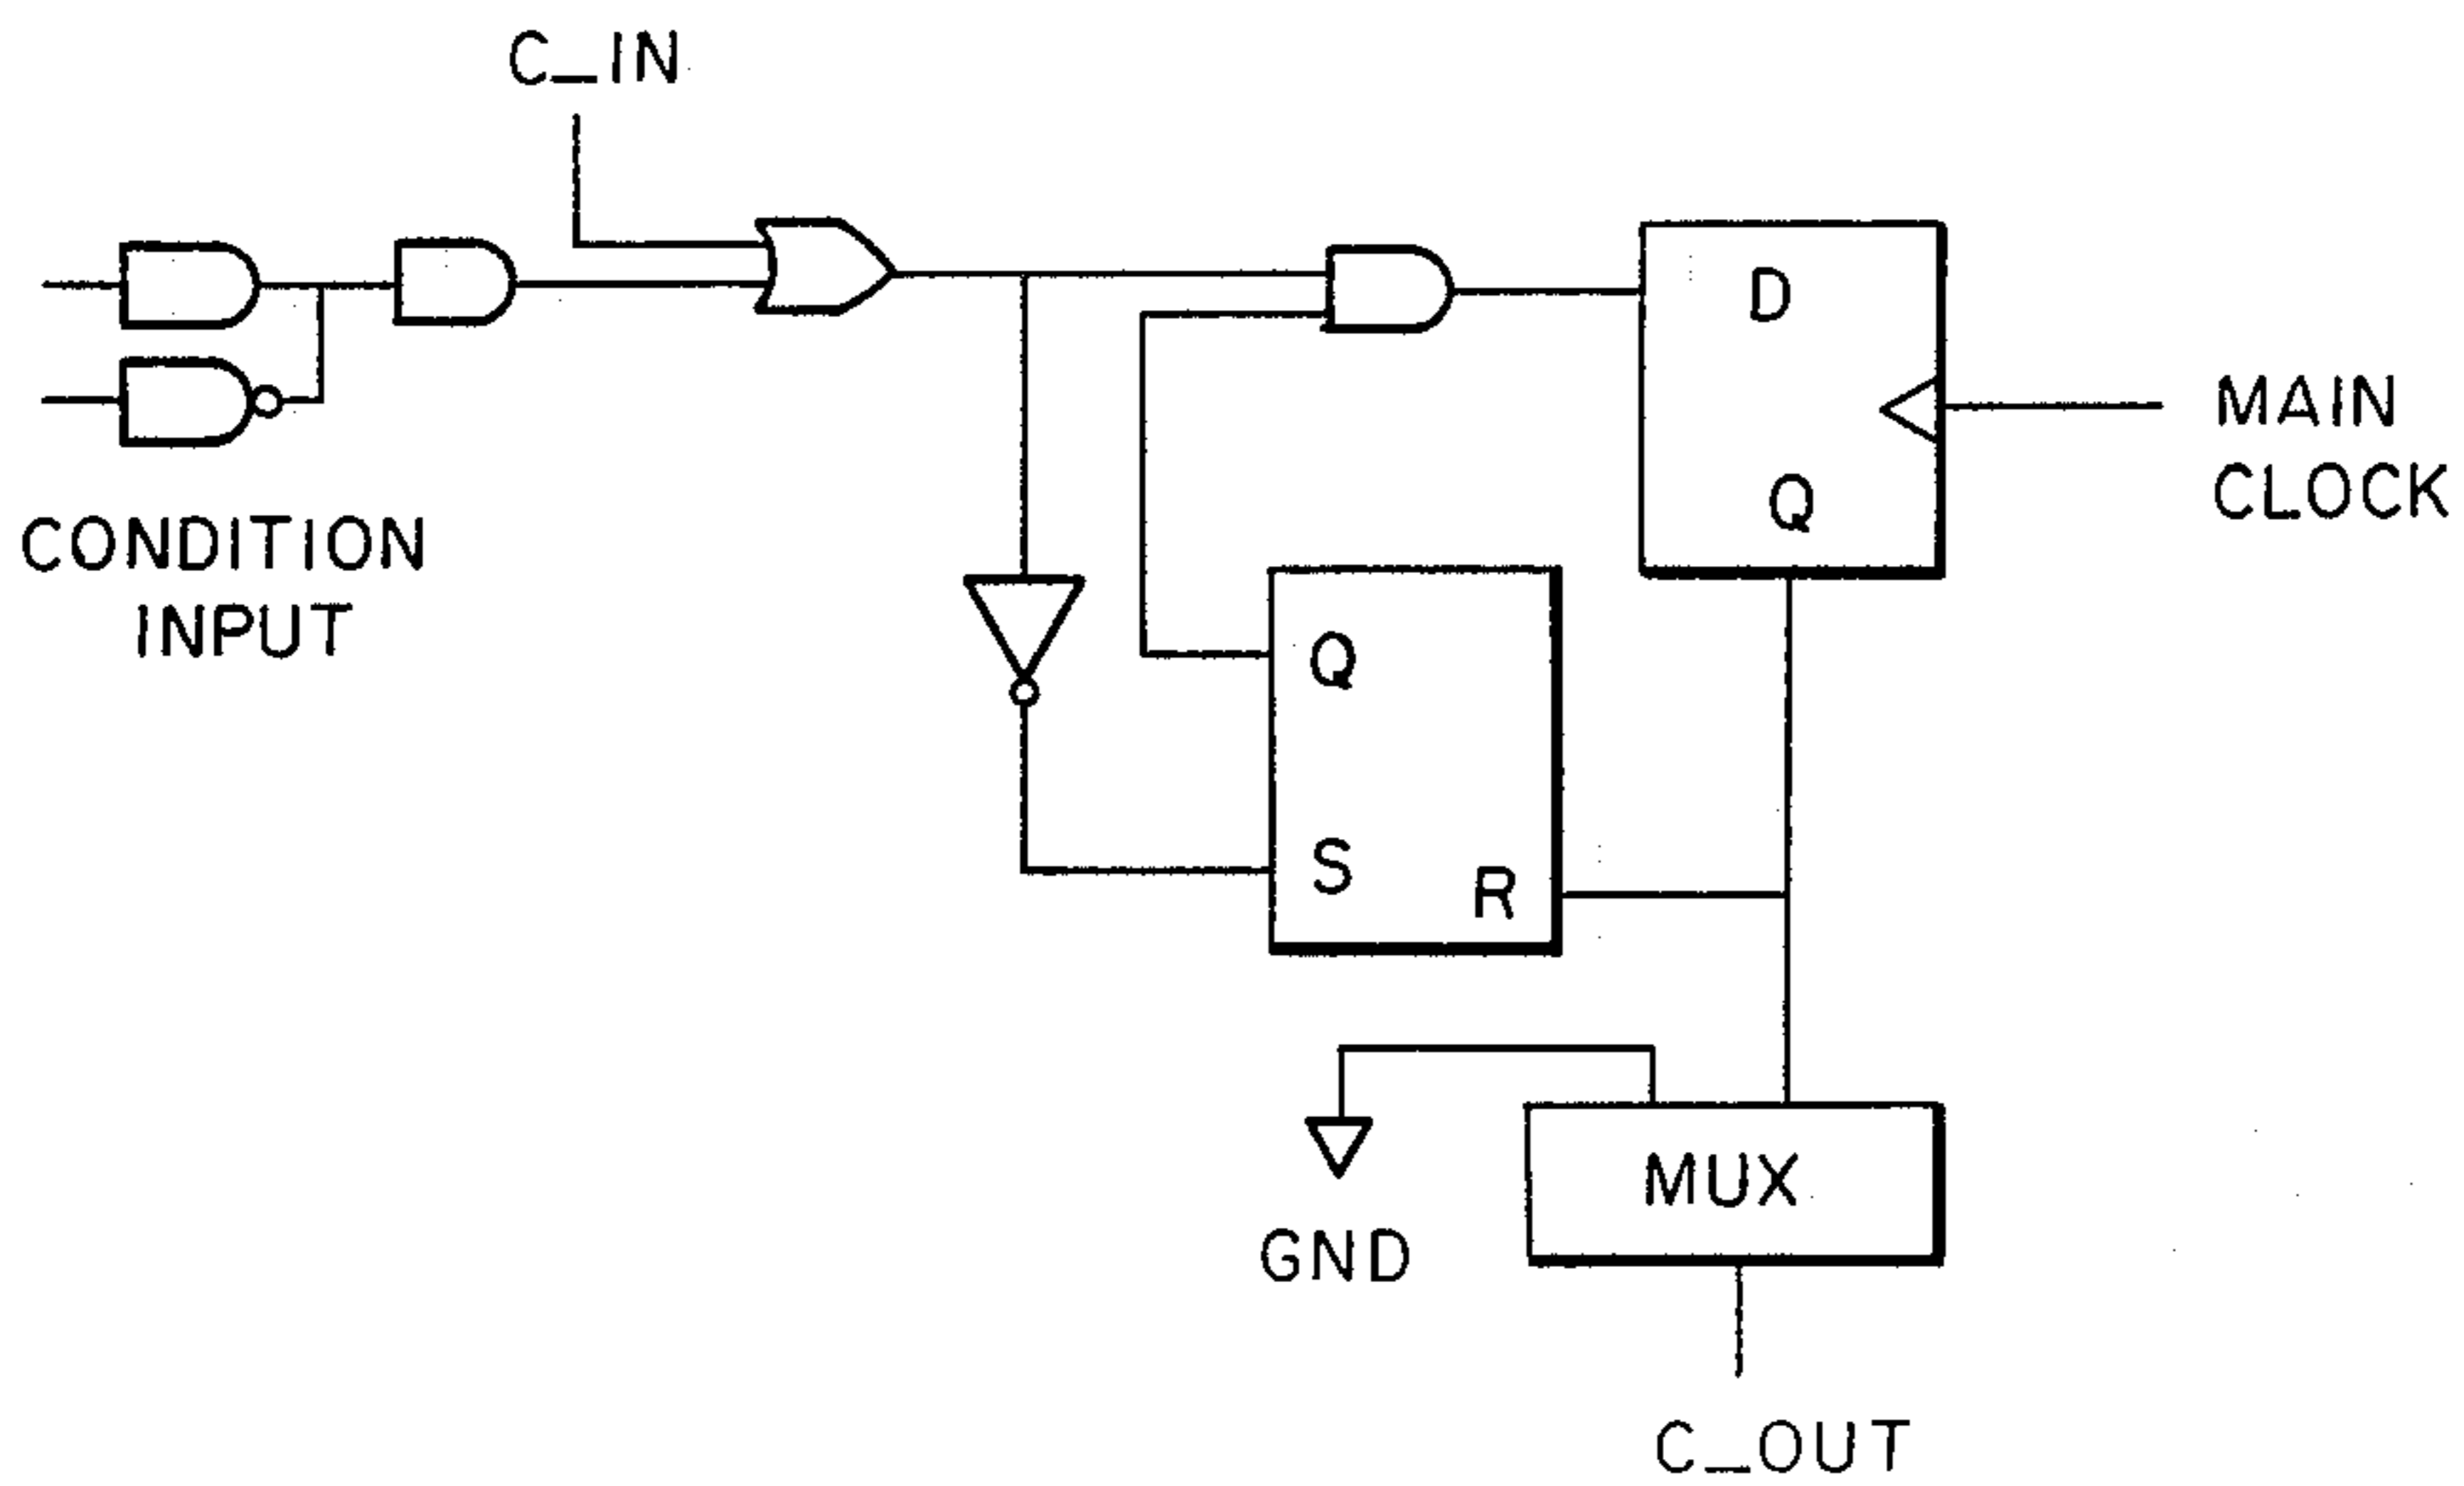 C_IN
D
MAIN
CLOCK
Q
CONDITION
INPUT
Q
S
R
MUX
GND
C_OUT